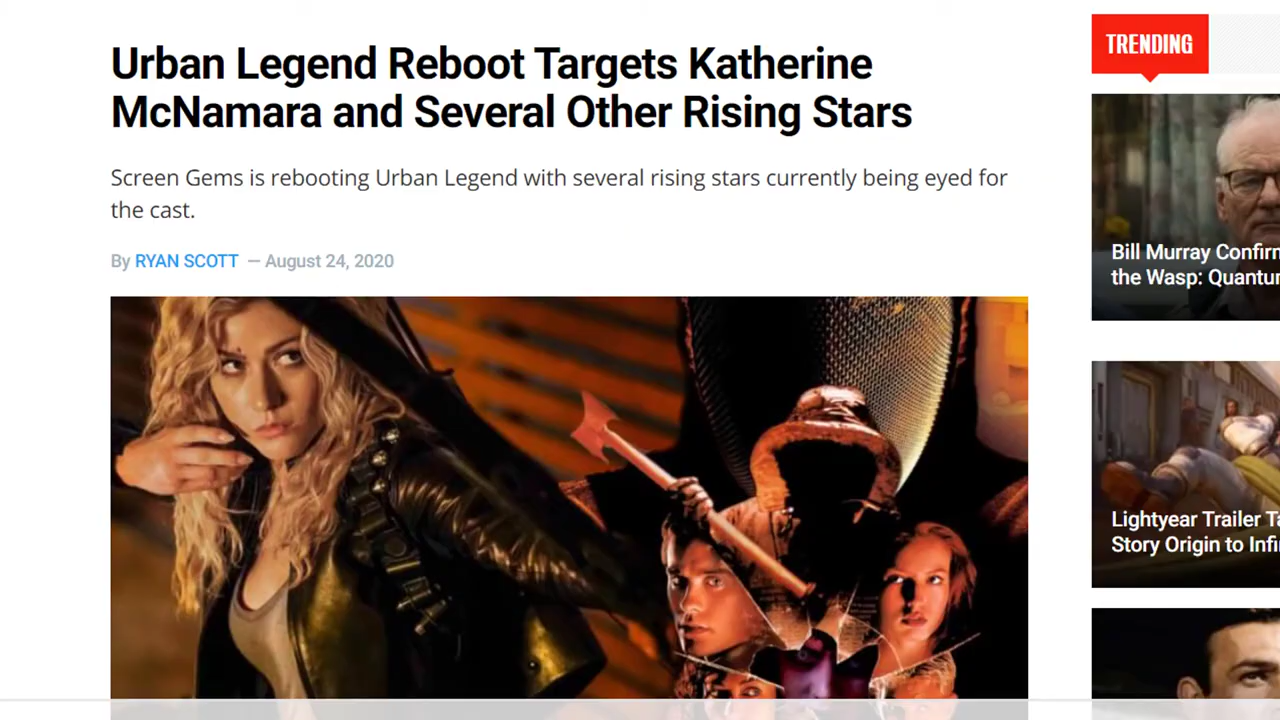 Urban Legend Reboot Targets Katherine
McNamara and Several Other Rising Stars
Screen Gems is rebooting Urban Legend with several rising stars currently being eyed for
the cast.
By RYAN SCOTT — August 24, 2020
TRENDING
Bill Murray Confirm
the Wasp: Quantum
Lightyear Trailer Ta
Story Origin to Infi